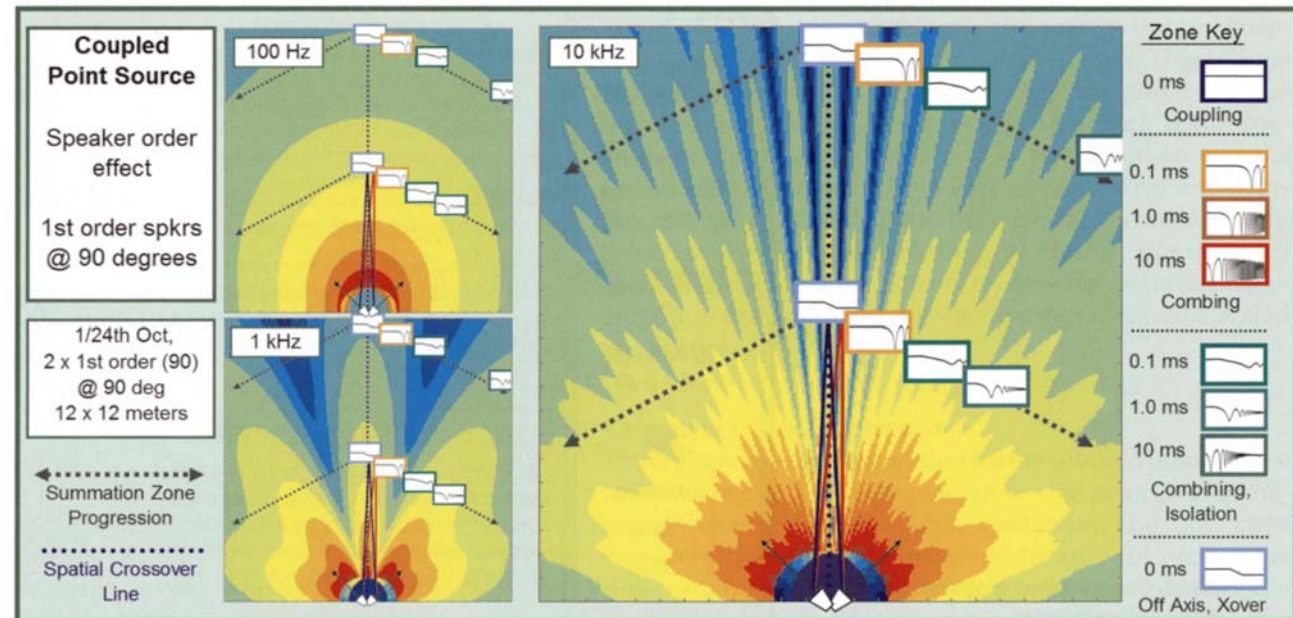 Coupled
Point Source
Speaker order
effect
1st order spkrs
@ 90 degrees
1/24th Oct,
2 x 1st order (90)
@ 90 deg
12 x 12 meters
Summation Zone
Progression
Spatial Crossover
Line
100 Hz
1 kHz
10 kHz
Zone Key
0 ms
Coupling
0.1 ms
1.0 ms
10 ms
Combing
0.1 ms
1.0 ms
10 ms
Combining,
Isolation
0 ms
Off Axis, Xover